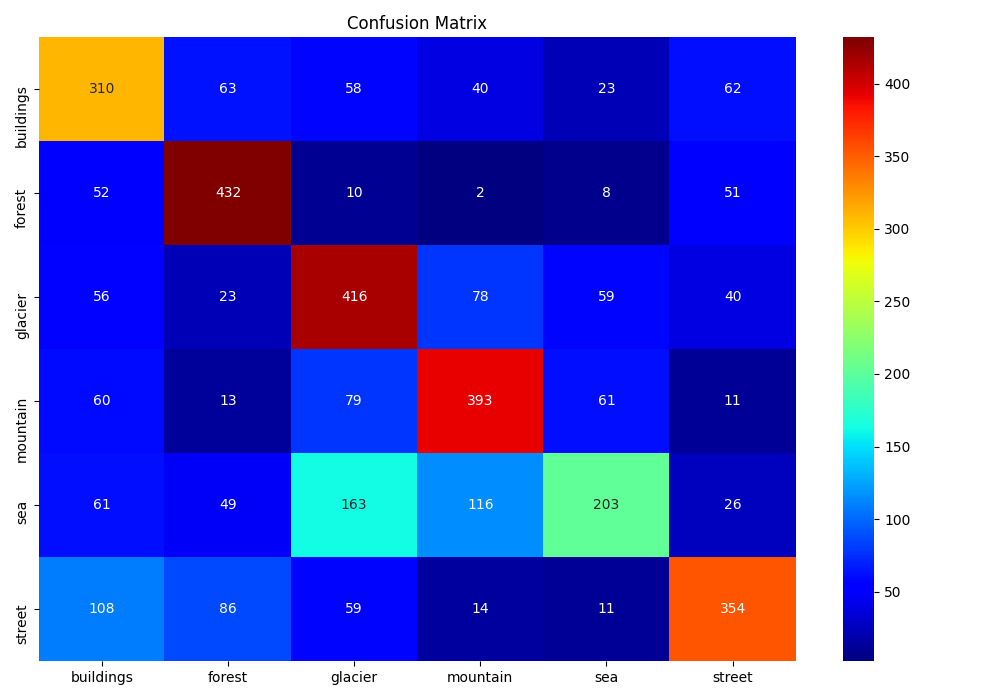 Confusion Matrix
buildings 310 63 58 40 23 62
forest 52 432 10 2 8 51
glacier 56 23 416 78 59 40
mountain 60 13 79 393 61 11
sea 61 49 163 116 203 26
street 108 86 59 14 11 354
buildings forest glacier mountain sea street
400
350
300
250
200
150
100
50